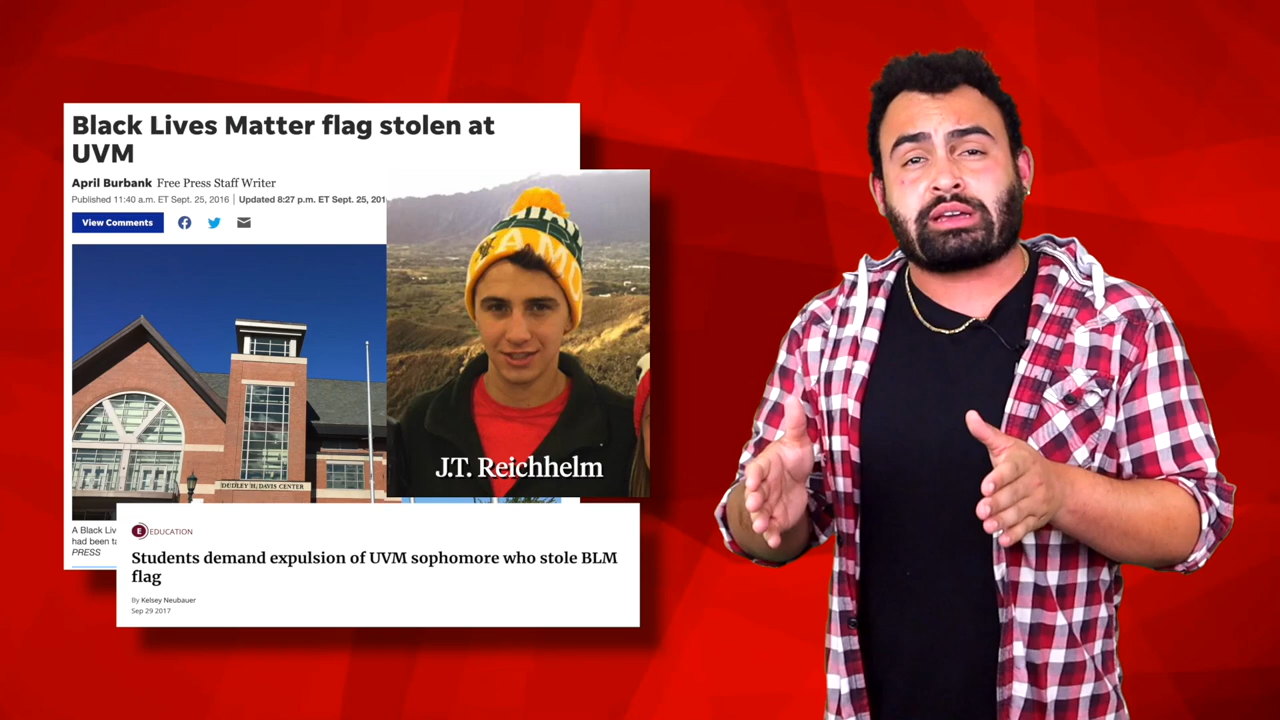 Black Lives Matter flag stolen at
UVM
April Burbank Free Press Staff Writer
Published 11:40 a.m. ET Sept. 25, 2016 | Updated 8:27 p.m. ET Sept. 25, 201
View Comments
AMO
J.T. Reichhelm
DUDLEY H. DAVIS CENTER
A Black Liv
had been ta
PRESS
E EDUCATION
Students demand expulsion of UVM sophomore who stole BLM
flag
By Kelsey Neubauer
Sep 29 2017